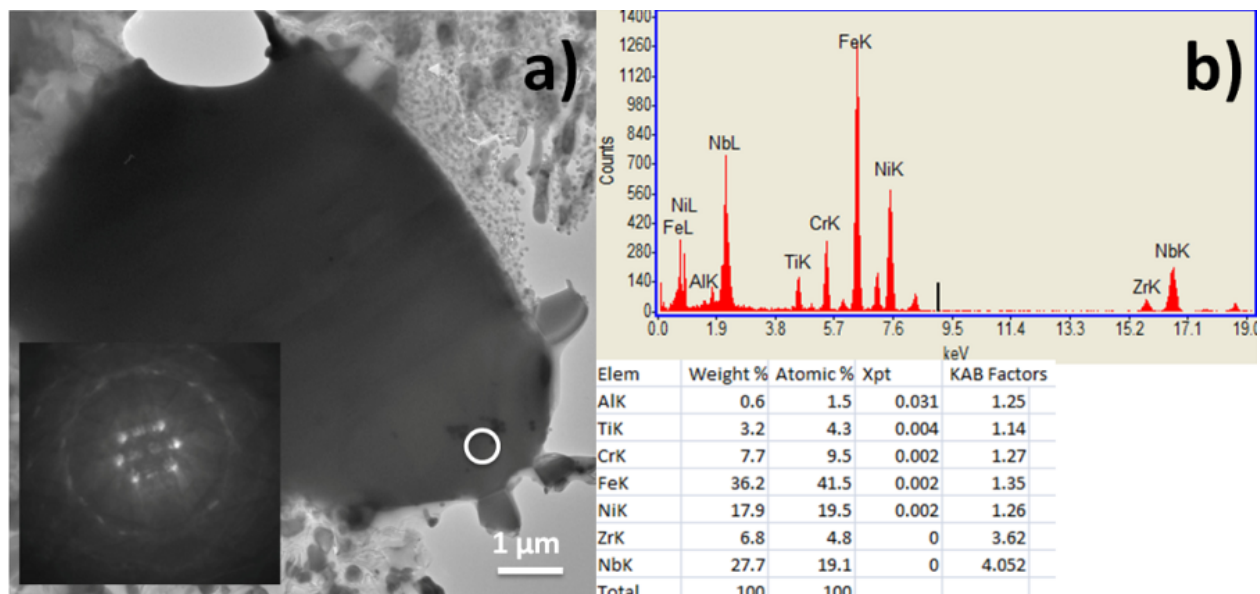 a)
1 μm
b)
1400
1260
1120
980
840
700
560
420
280
140
0
Counts
FeK
NbL
NiK
NiL
FeL
CrK
TiK
AlK
NbK
ZrK
0.0 1.9 3.8 5.7 7.6 9.5 11.4 13.3 15.2 17.1 19.0
keV
Elem Weight % Atomic % Xpt KAB Factors
AlK 0.6 1.5 0.031 1.25
TiK 3.2 4.3 0.004 1.14
CrK 7.7 9.5 0.002 1.27
FeK 36.2 41.5 0.002 1.35
NiK 17.9 19.5 0.002 1.26
ZrK 6.8 4.8 0 3.62
NbK 27.7 19.1 0 4.052
Total 100 100